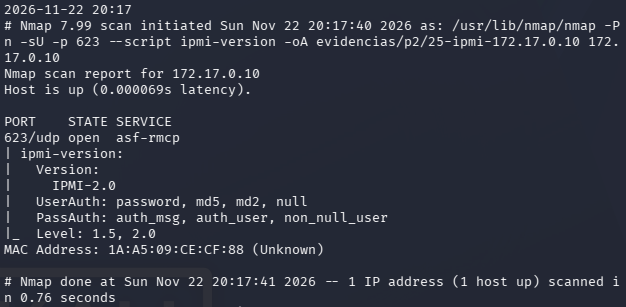 2026-11-22 20:17
# Nmap 7.99 scan initiated Sun Nov 22 20:17:40 2026 as: /usr/lib/nmap/nmap -P
n -sU -p 623 --script ipmi-version -oA evidencias/p2/25-ipmi-172.17.0.10 172.
17.0.10
Nmap scan report for 172.17.0.10
Host is up (0.000069s latency).

PORT    STATE SERVICE
623/udp open  asf-rmcp
| ipmi-version:
|   Version:
|     IPMI-2.0
|   UserAuth: password, md5, md2, null
|   PassAuth: auth_msg, auth_user, non_null_user
|_  Level: 1.5, 2.0
MAC Address: 1A:A5:09:CE:CF:88 (Unknown)

# Nmap done at Sun Nov 22 20:17:41 2026 -- 1 IP address (1 host up) scanned i
n 0.76 seconds